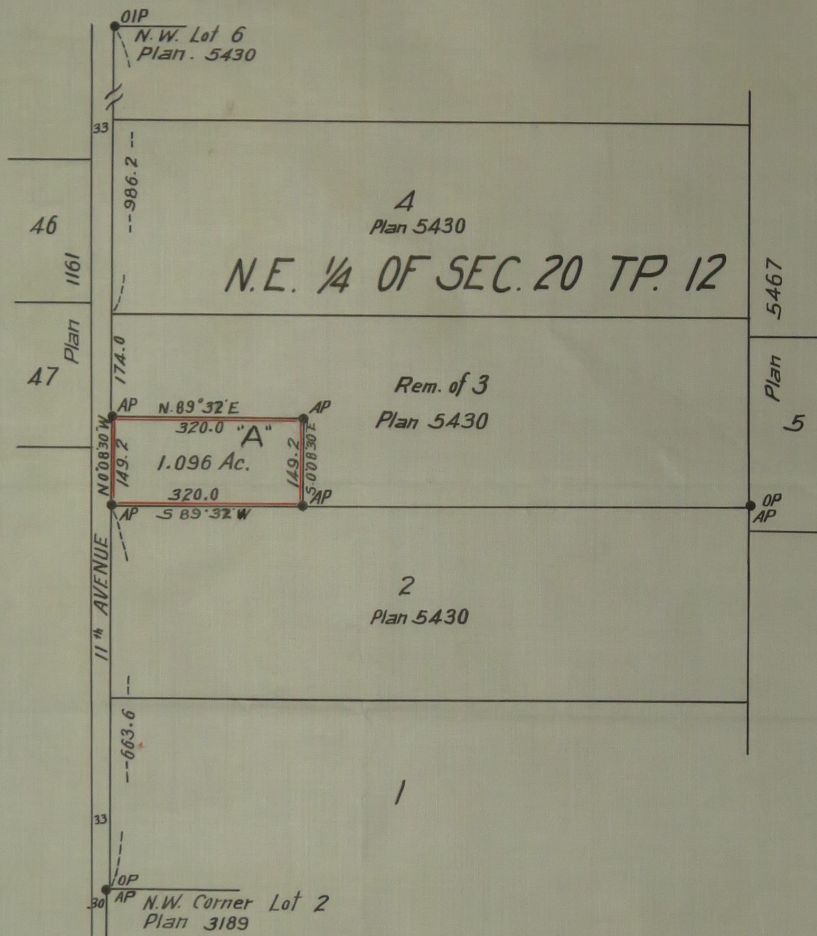 OIP
N.W. Lot 6
Plan. 5430
33
--986.2--
46
Plan 1161
47
4
Plan 5430
N.E. 1/4 OF SEC. 20 TP. 12
Plan 5467
5
174.0
Rem. of 3
Plan 5430
AP N.89°32'E AP
320.0 "A"
N0°08'30"W
149.2
1.096 Ac.
149.2
S.0°08'30"E
320.0
AP S 89°32'W AP
OP
AP
11th AVENUE
2
Plan 5430
--663.6--
1
33
OP
30 AP N.W. Corner Lot 2
Plan 3189